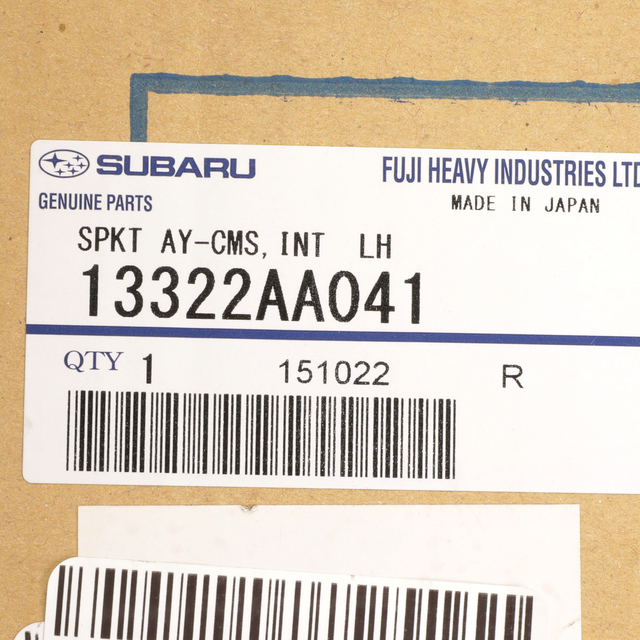 SUBARU FUJI HEAVY INDUSTRIES LTD
GENUINE PARTS MADE IN JAPAN
SPKT AY-CMS, INT LH
13322AA041
QTY 1 151022 R